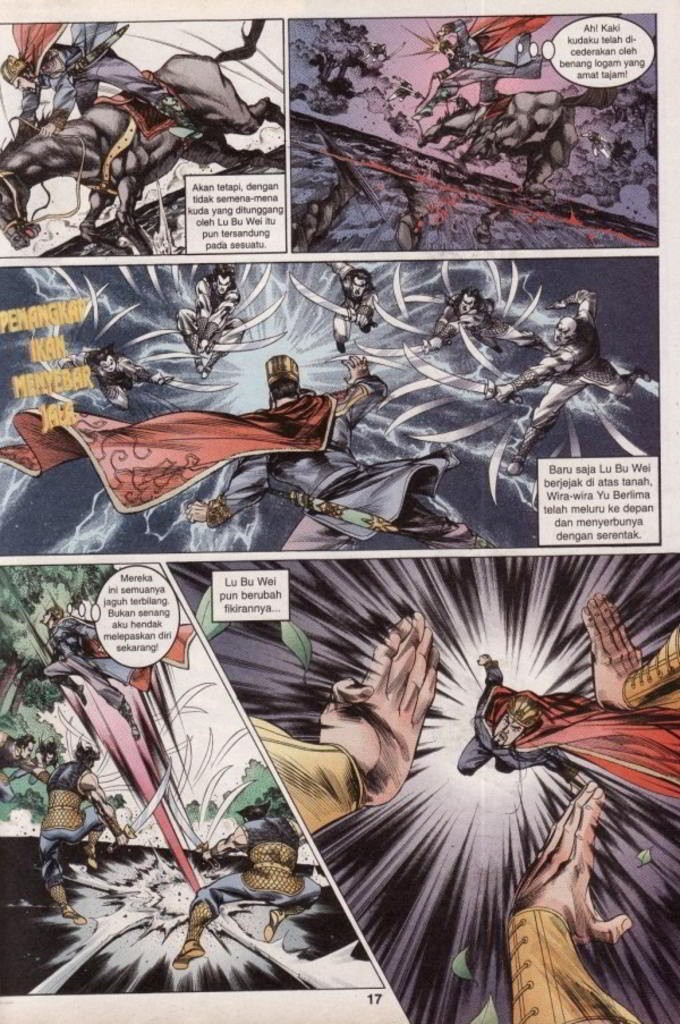 Akan tetapi, dengan
tidak semena-mena
kuda yang ditunggang
oleh Lu Bu Wei itu
pun tersandung
pada sesuatu.
Ah! Kaki
kudaku telah di-
cederakan oleh
benang logam yang
amat tajam!
PENANGKAP
IKAN
MENYEBAR
JALA
Baru saja Lu Bu Wei
berjejak di atas tanah,
Wira-wira Yu Berlima
telah meluru ke depan
dan menyerbunya
dengan serentak.
Mereka
ini semuanya
jaguh terbilang.
Bukan senang
aku hendak
melepaskan diri
sekarang!
Lu Bu Wei
pun berubah
fikirannya...
17